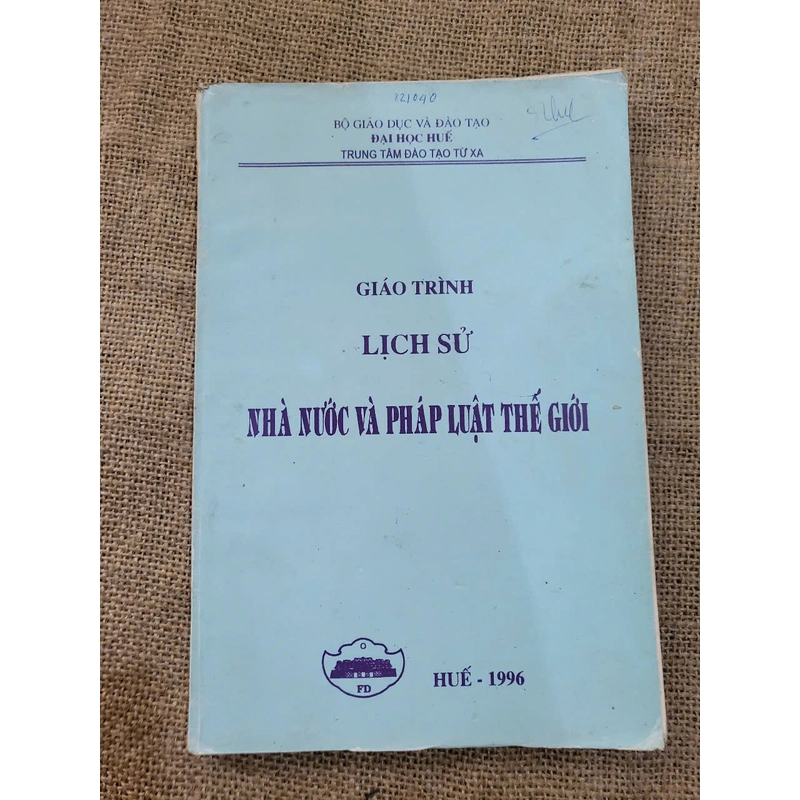 BỘ GIÁO DỤC VÀ ĐÀO TẠO
ĐẠI HỌC HUẾ
TRUNG TÂM ĐÀO TẠO TỪ XA
GIÁO TRÌNH
LỊCH SỬ
NHÀ NƯỚC VÀ PHÁP LUẬT THẾ GIỚI
FD
HUẾ - 1996